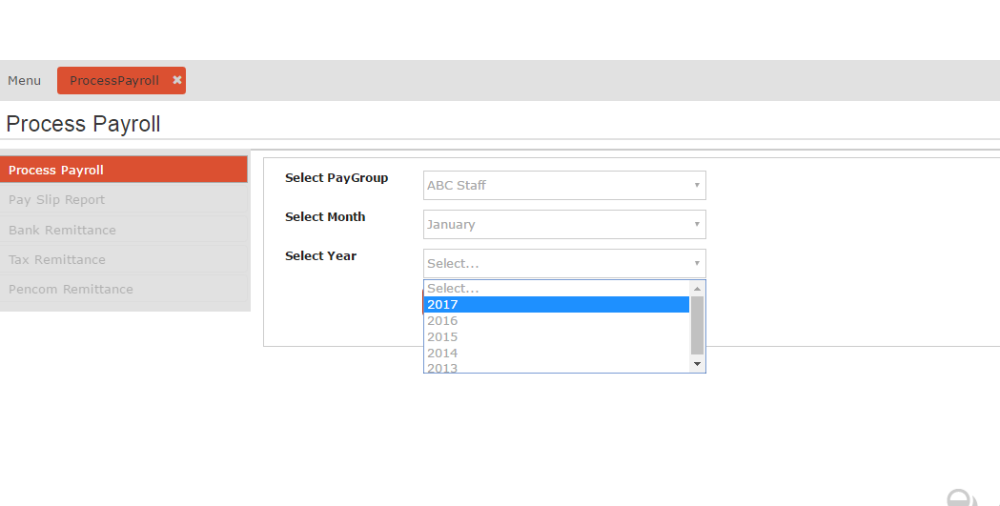 Menu
ProcessPayroll ✖
Process Payroll
Process Payroll
Pay Slip Report
Bank Remittance
Tax Remittance
Pencom Remittance
Select PayGroup ABC Staff
Select Month January
Select Year Select...
Select...
2017
2016
2015
2014
2013